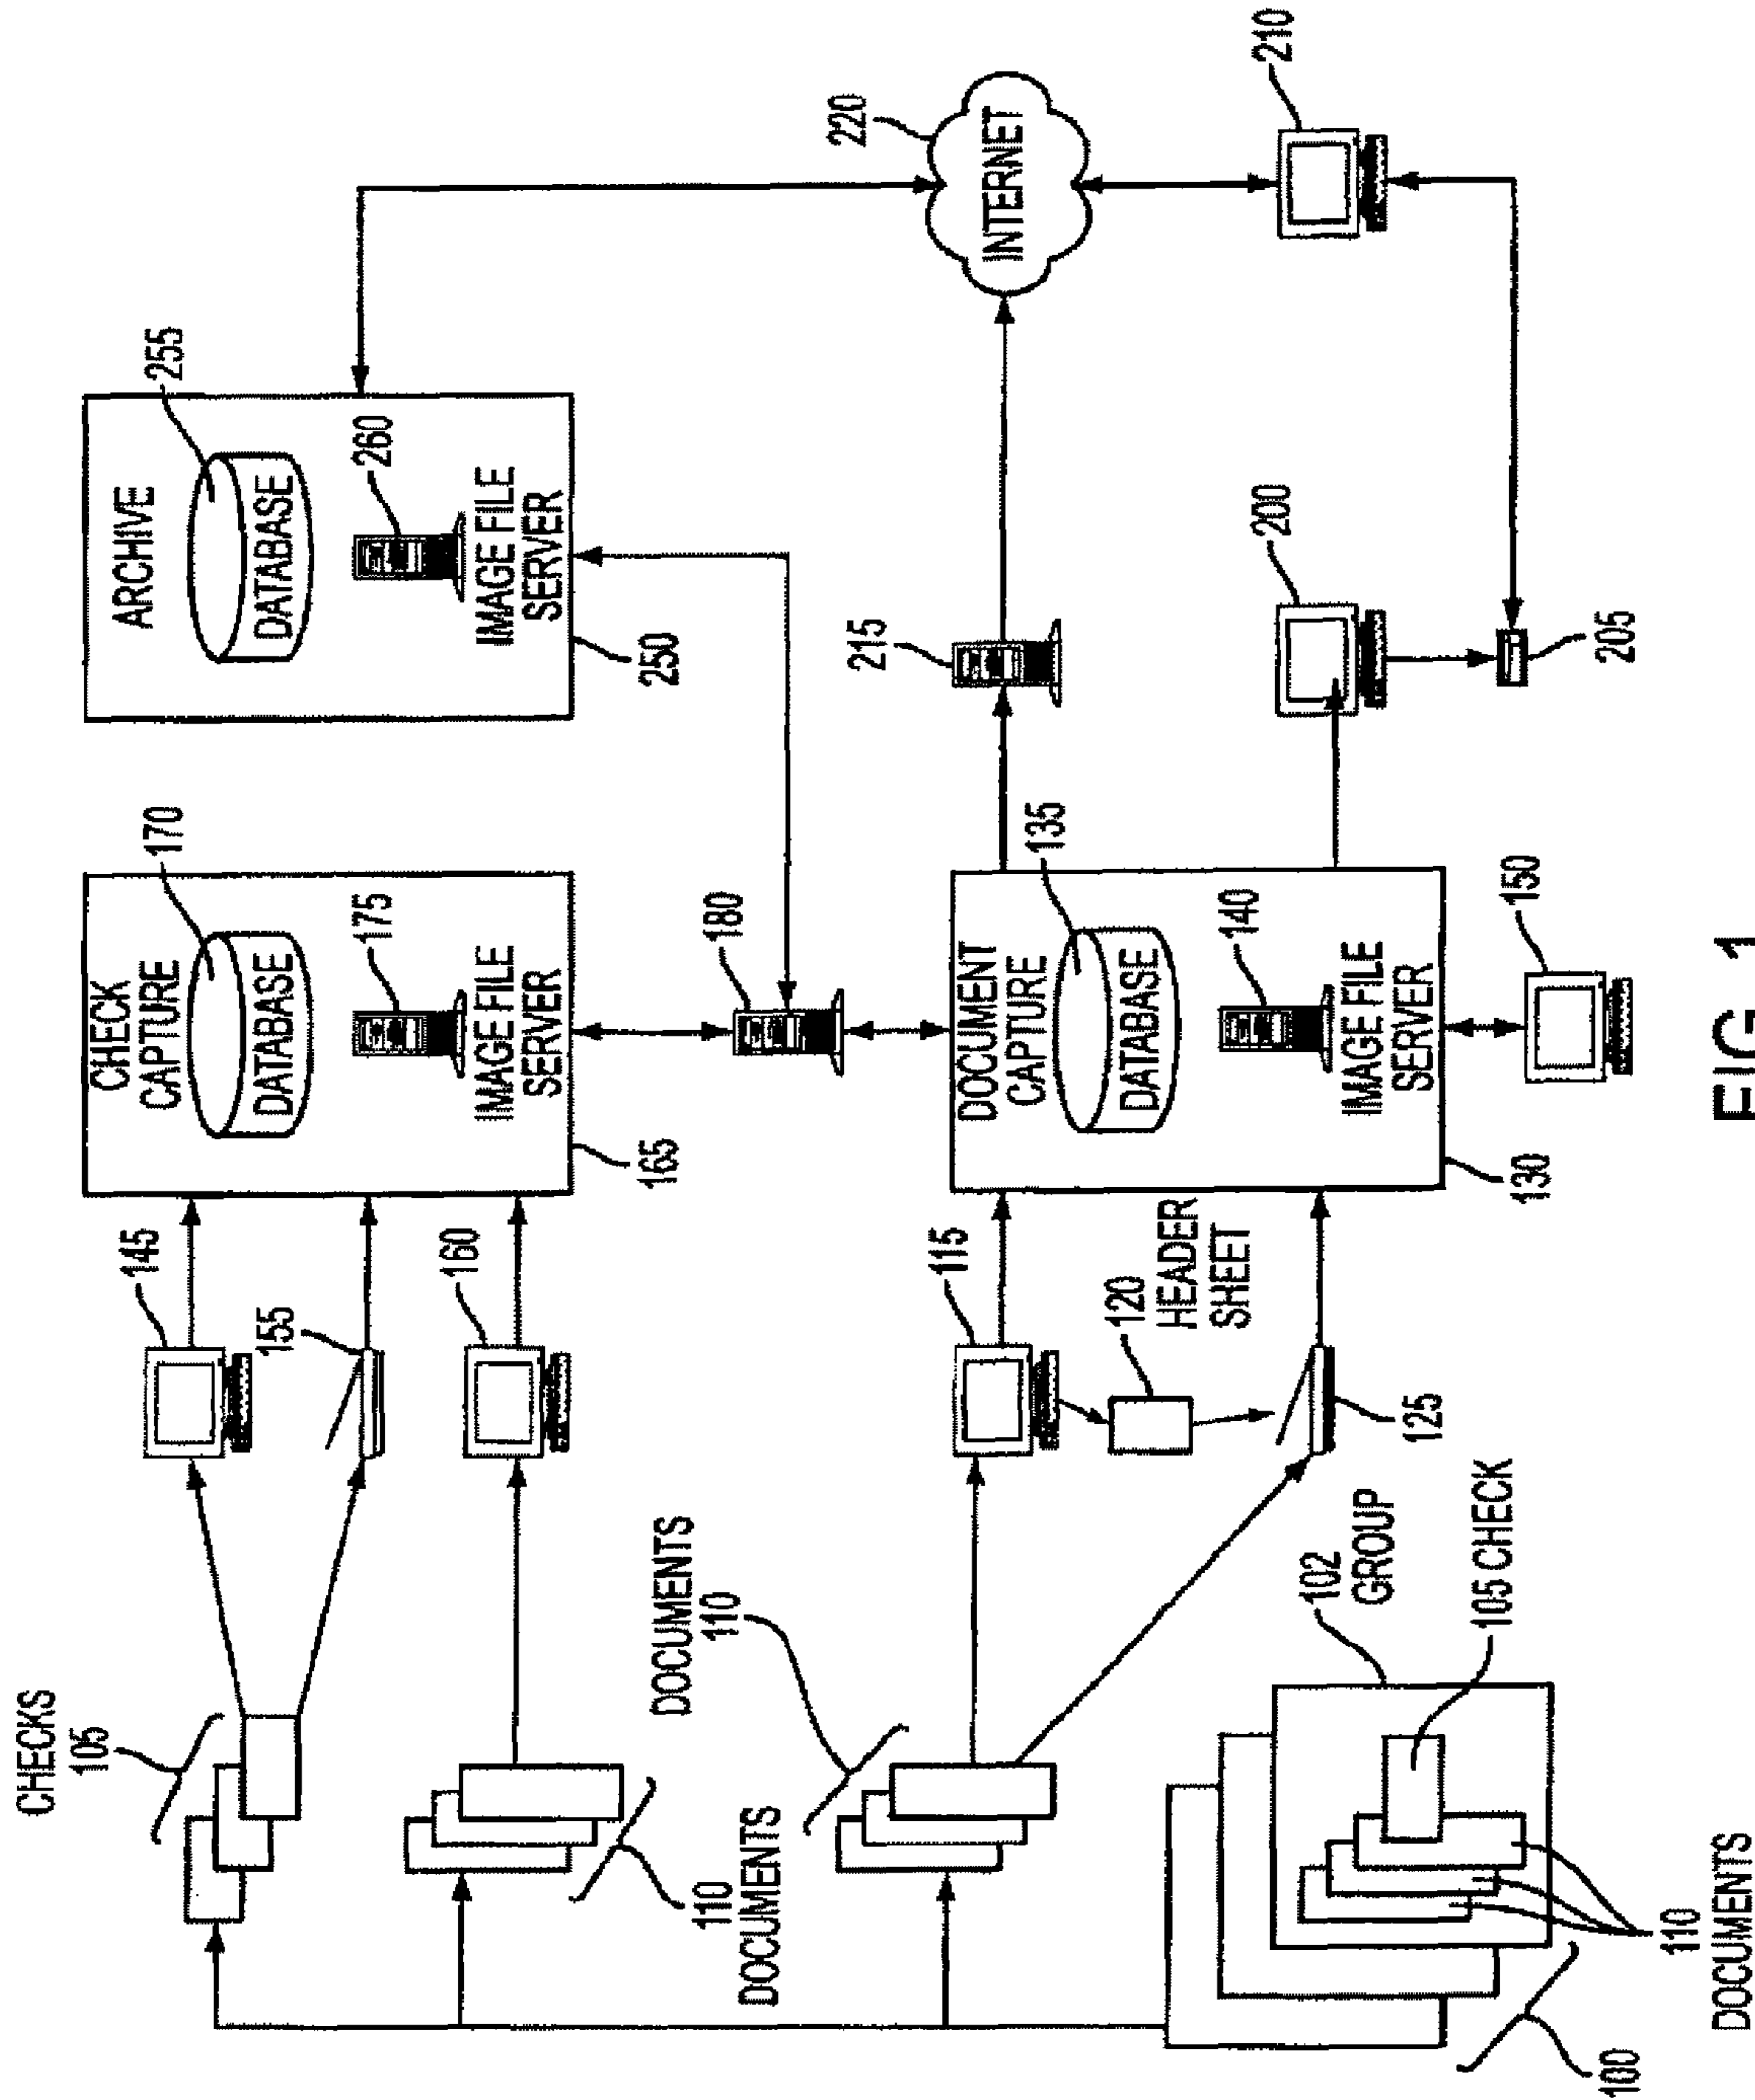 CHECKS
105
145
155
160
CHECK
CAPTURE
170
DATABASE
175
IMAGE FILE
SERVER
165
ARCHIVE
255
DATABASE
260
IMAGE FILE
SERVER
250
110
DOCUMENTS
180
220
INTERNET
DOCUMENTS
110
115
120
HEADER
SHEET
125
DOCUMENT
CAPTURE
135
DATABASE
140
IMAGE FILE
SERVER
130
215
200
210
205
150
102
GROUP
105 CHECK
110
DOCUMENTS
100
FIG. 1